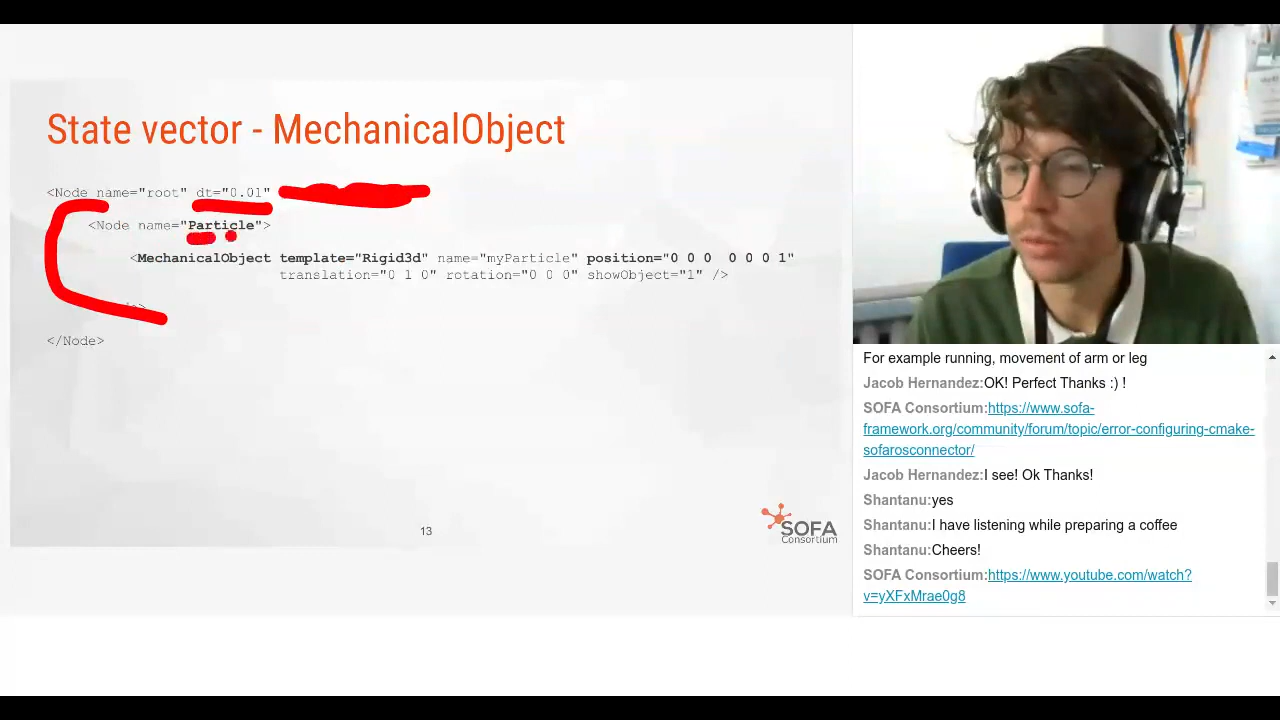 State vector - MechanicalObject
<Node name="root" dt="0.01"
<Node name="Particle">
<MechanicalObject template="Rigid3d" name="myParticle" position="0 0 0 0 0 0 1"
translation="0 1 0" rotation="0 0 0" showObject="1" />
</Node>
13
SOFA
Consortium
For example running, movement of arm or leg
Jacob Hernandez:OK! Perfect Thanks :) !
SOFA Consortium:https://www.sofa-
framework.org/community/forum/topic/error-configuring-cmake-
sofarosconnector/
Jacob Hernandez:I see! Ok Thanks!
Shantanu:yes
Shantanu:I have listening while preparing a coffee
Shantanu:Cheers!
SOFA Consortium:https://www.youtube.com/watch?
v=yXFxMrae0g8